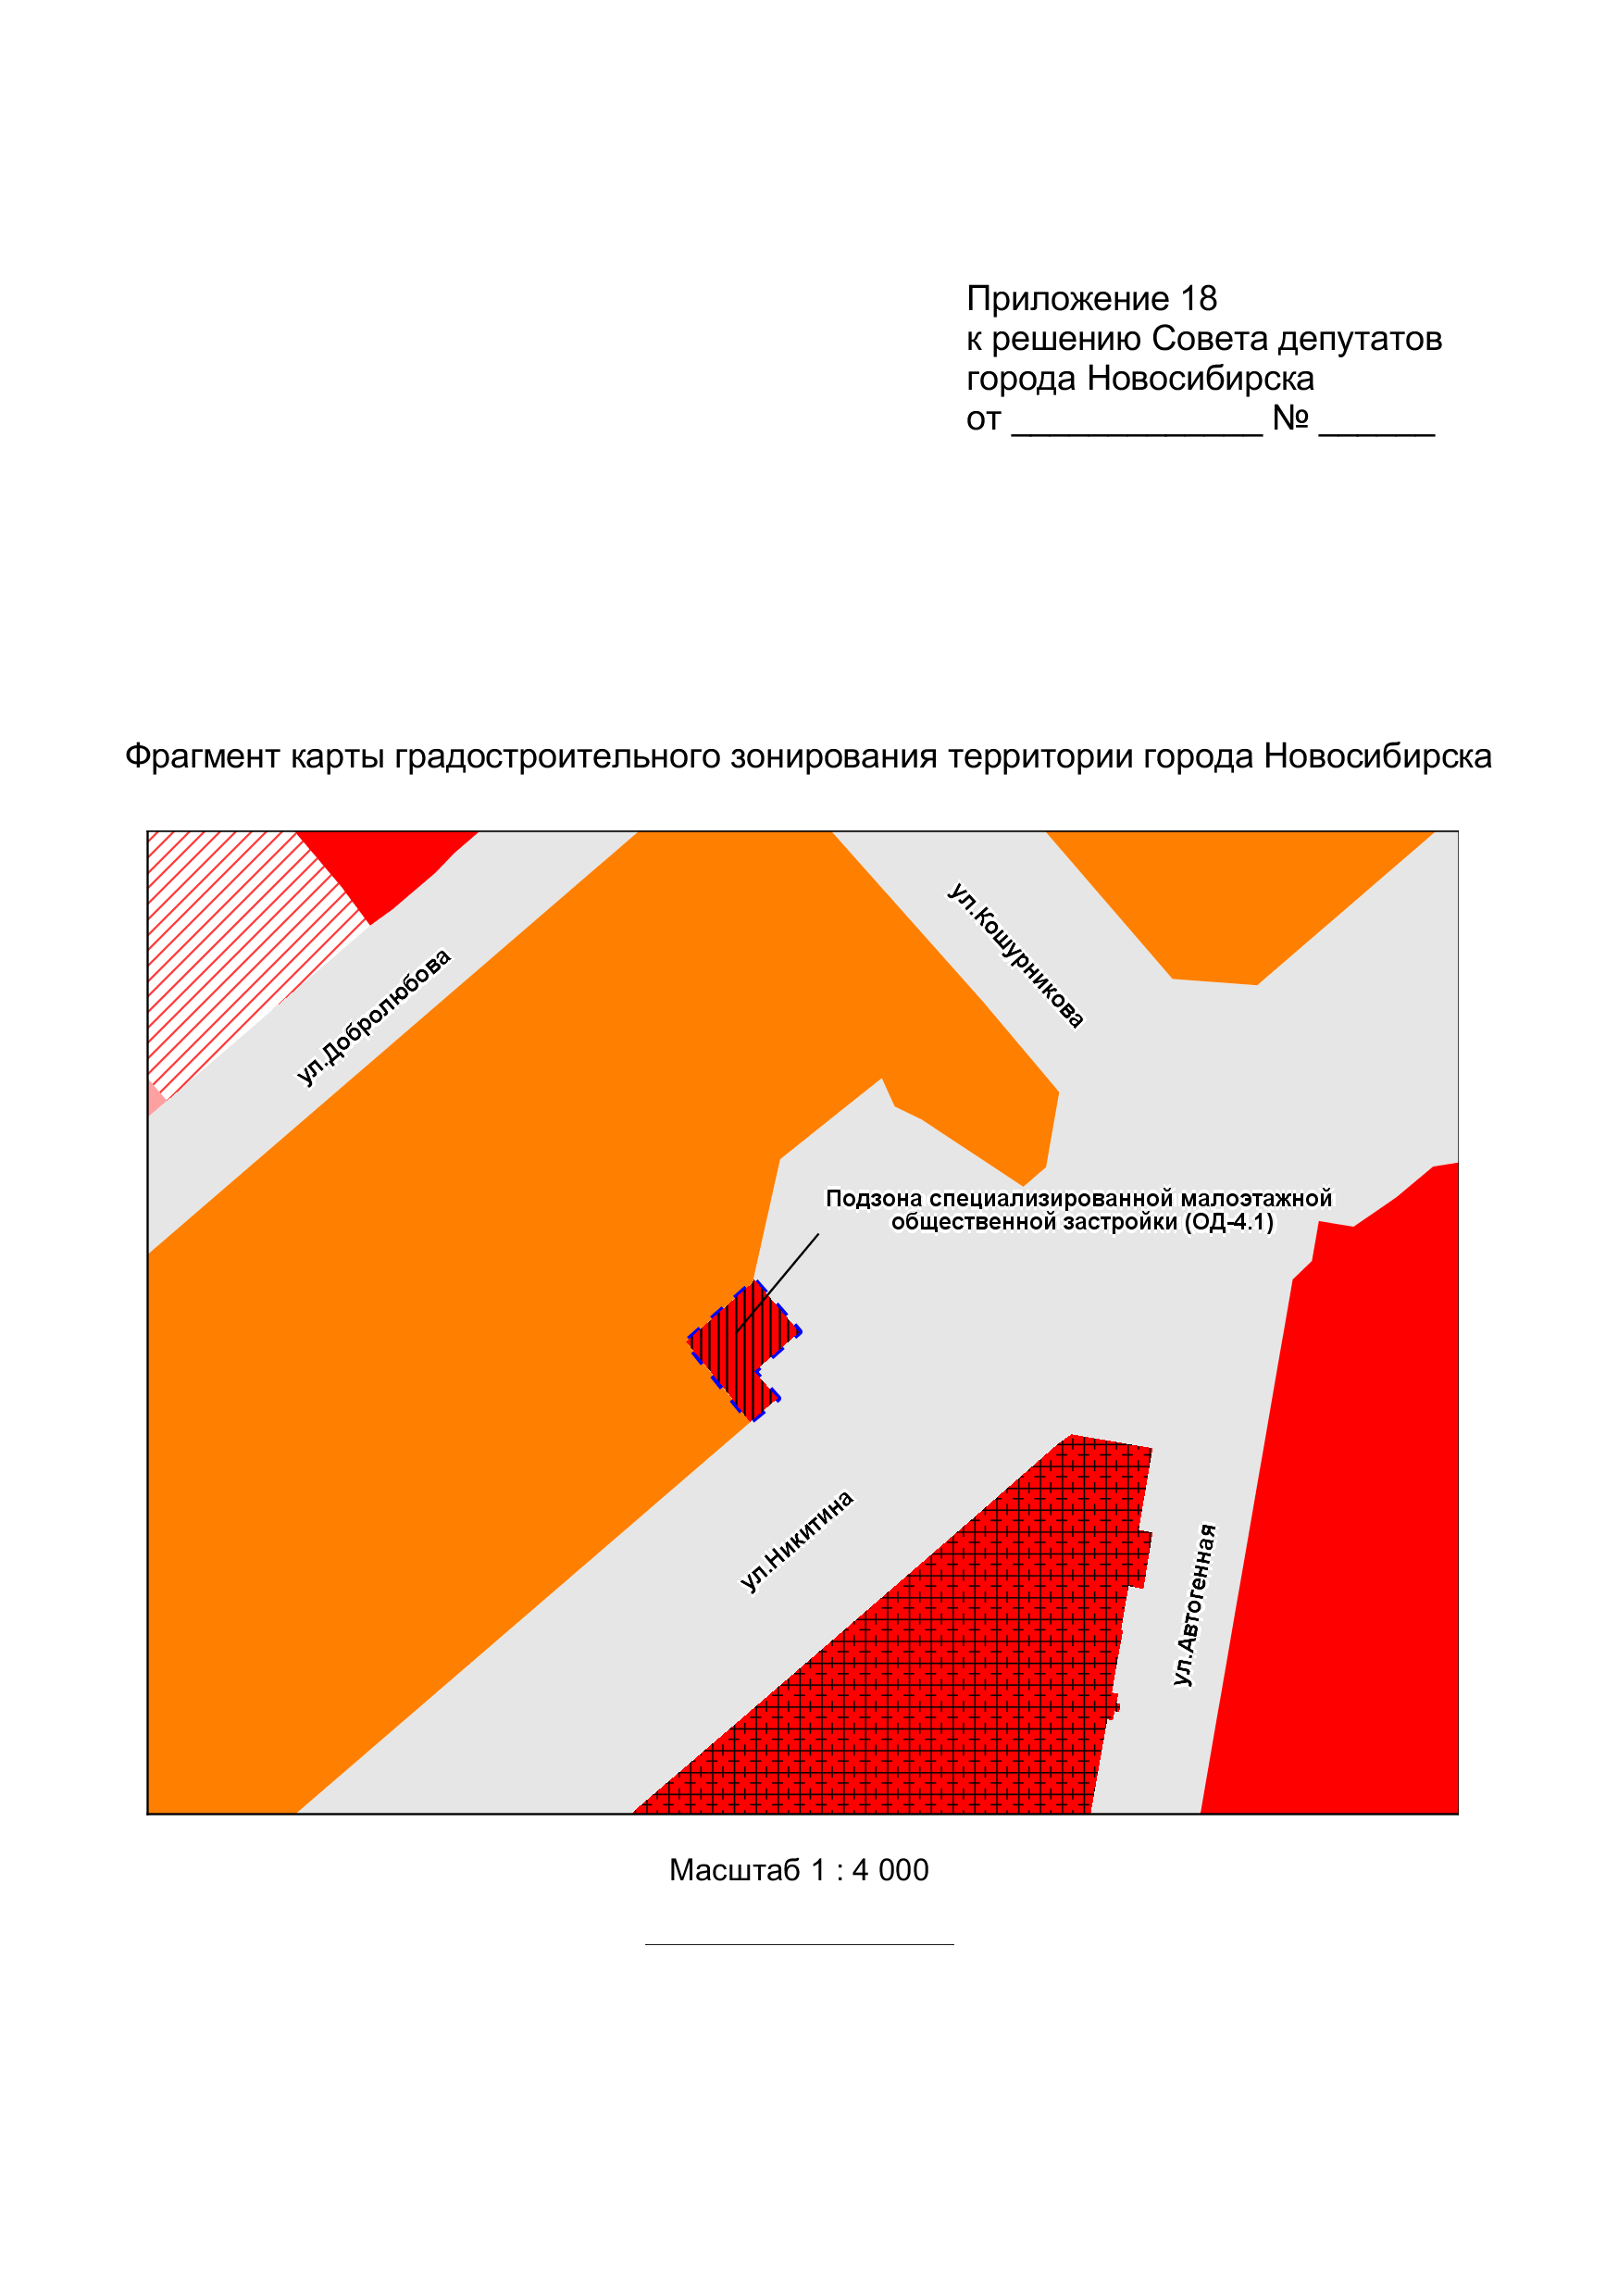 Приложение 18
к решению Совета депутатов
города Новосибирска
от _____________ № ______
Фрагмент карты градостроительного зонирования территории города Новосибирска
ул.Кошурникова
ул.Добролюбова
Подзона специализированной малоэтажной
общественной застройки (ОД-4.1)
ул.Никитина
ул.Автогенная
Масштаб 1 : 4 000